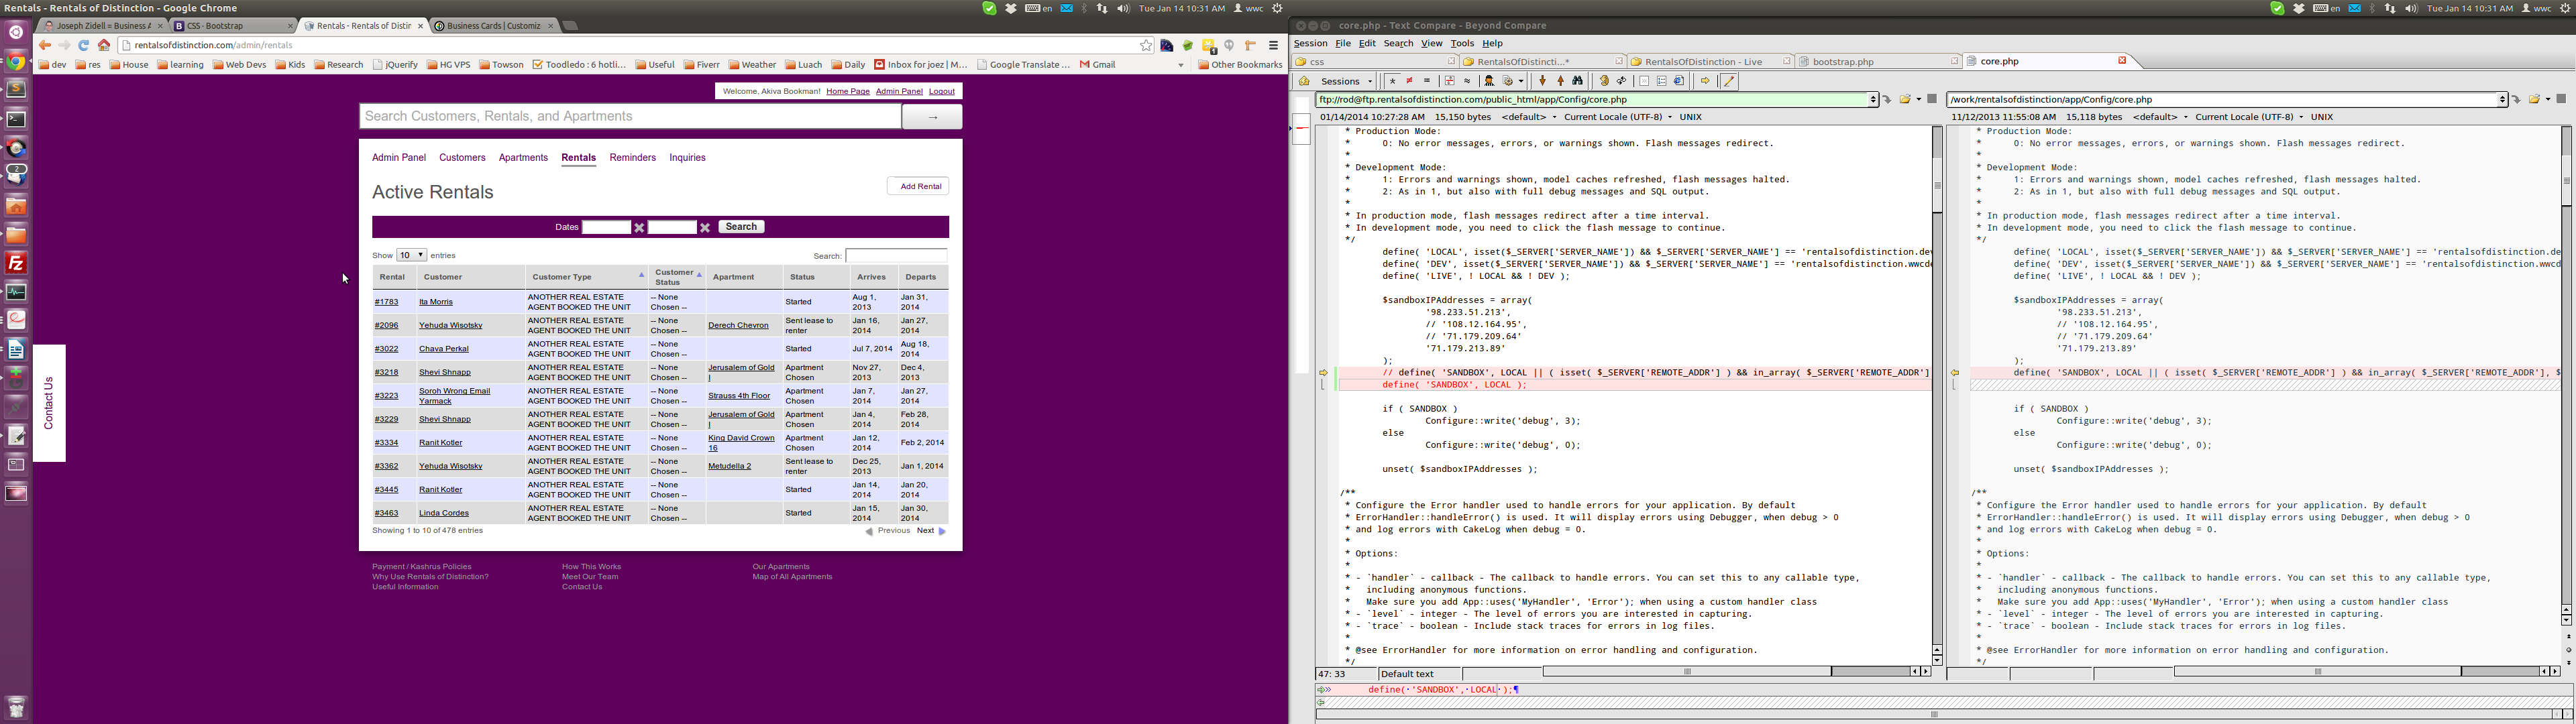 Rentals - Rentals of Distinction - Google Chrome
en
Tue Jan 14 10:31 AM
wwc
Joseph Zidell = Business A
CSS · Bootstrap
Rentals - Rentals of Distin
Business Cards | Customiz
rentalsofdistinction.com/admin/rentals
dev res House learning Web Devs Kids Research jQuerify HG VPS Towson Toodledo : 6 hotli... Useful Fiverr Weather Luach Daily Inbox for joez | M... Google Translate ... Gmail Other Bookmarks
Welcome, Akiva Bookman! Home Page Admin Panel Logout
Search Customers, Rentals, and Apartments →
Admin Panel Customers Apartments Rentals Reminders Inquiries
Active Rentals
Add Rental
Dates Search
Show 10 entries
Search:
Rental Customer Customer Type Customer Status Apartment Status Arrives Departs
#1783 Ita Morris ANOTHER REAL ESTATE AGENT BOOKED THE UNIT -- None Chosen -- Started Aug 1, 2013 Jan 31, 2014
#2096 Yehuda Wisotsky ANOTHER REAL ESTATE AGENT BOOKED THE UNIT -- None Chosen -- Derech Chevron Sent lease to renter Jan 16, 2014 Jan 27, 2014
#3022 Chava Perkal ANOTHER REAL ESTATE AGENT BOOKED THE UNIT -- None Chosen -- Started Jul 7, 2014 Aug 18, 2014
#3218 Shevi Shnapp ANOTHER REAL ESTATE AGENT BOOKED THE UNIT -- None Chosen -- Jerusalem of Gold I Apartment Chosen Nov 27, 2013 Dec 4, 2013
#3223 Soroh Wrong Email Yarmack ANOTHER REAL ESTATE AGENT BOOKED THE UNIT -- None Chosen -- Strauss 4th Floor Apartment Chosen Jan 7, 2014 Jan 27, 2014
#3229 Shevi Shnapp ANOTHER REAL ESTATE AGENT BOOKED THE UNIT -- None Chosen -- Jerusalem of Gold I Apartment Chosen Jan 4, 2014 Feb 28, 2014
#3334 Ranit Kotler ANOTHER REAL ESTATE AGENT BOOKED THE UNIT -- None Chosen -- King David Crown 16 Apartment Chosen Jan 12, 2014 Feb 2, 2014
#3362 Yehuda Wisotsky ANOTHER REAL ESTATE AGENT BOOKED THE UNIT -- None Chosen -- Metudella 2 Sent lease to renter Dec 25, 2013 Jan 1, 2014
#3445 Ranit Kotler ANOTHER REAL ESTATE AGENT BOOKED THE UNIT -- None Chosen -- Started Jan 14, 2014 Jan 20, 2014
#3463 Linda Cordes ANOTHER REAL ESTATE AGENT BOOKED THE UNIT -- None Chosen -- Started Jan 15, 2014 Jan 30, 2014
Showing 1 to 10 of 478 entries
Previous Next
Contact Us
Payment / Kashrus Policies How This Works Our Apartments
Why Use Rentals of Distinction? Meet Our Team Map of All Apartments
Useful Information Contact Us
en
Tue Jan 14 10:31 AM
wwc
core.php - Text Compare - Beyond Compare
Session File Edit Search View Tools Help
css RentalsOfDistincti...* RentalsOfDistinction - Live bootstrap.php core.php
Sessions
ftp://rod@ftp.rentalsofdistinction.com/public_html/app/Config/core.php
01/14/2014 10:27:28 AM 15,150 bytes <default> Current Locale (UTF-8) UNIX
* Production Mode:
* 0: No error messages, errors, or warnings shown. Flash messages redirect.
*
* Development Mode:
* 1: Errors and warnings shown, model caches refreshed, flash messages halted.
* 2: As in 1, but also with full debug messages and SQL output.
*
* In production mode, flash messages redirect after a time interval.
* In development mode, you need to click the flash message to continue.
*/
define( 'LOCAL', isset($_SERVER['SERVER_NAME']) && $_SERVER['SERVER_NAME'] == 'rentalsofdistinction.dev
define( 'DEV', isset($_SERVER['SERVER_NAME']) && $_SERVER['SERVER_NAME'] == 'rentalsofdistinction.wwcd
define( 'LIVE', ! LOCAL && ! DEV );
$sandboxIPAddresses = array(
'98.233.51.213',
// '108.12.164.95',
// '71.179.209.64'
'71.179.213.89'
);
// define( 'SANDBOX', LOCAL || ( isset( $_SERVER['REMOTE_ADDR'] ) && in_array( $_SERVER['REMOTE_ADDR']
define( 'SANDBOX', LOCAL );
if ( SANDBOX )
Configure::write('debug', 3);
else
Configure::write('debug', 0);
unset( $sandboxIPAddresses );
/**
* Configure the Error handler used to handle errors for your application. By default
* ErrorHandler::handleError() is used. It will display errors using Debugger, when debug > 0
* and log errors with CakeLog when debug = 0.
*
* Options:
*
* - `handler` - callback - The callback to handle errors. You can set this to any callable type,
* including anonymous functions.
* Make sure you add App::uses('MyHandler', 'Error'); when using a custom handler class
* - `level` - integer - The level of errors you are interested in capturing.
* - `trace` - boolean - Include stack traces for errors in log files.
*
* @see ErrorHandler for more information on error handling and configuration.
*/
47: 33 Default text
/work/rentalsofdistinction/app/Config/core.php
11/12/2013 11:55:08 AM 15,118 bytes <default> Current Locale (UTF-8) UNIX
* Production Mode:
* 0: No error messages, errors, or warnings shown. Flash messages redirect.
*
* Development Mode:
* 1: Errors and warnings shown, model caches refreshed, flash messages halted.
* 2: As in 1, but also with full debug messages and SQL output.
*
* In production mode, flash messages redirect after a time interval.
* In development mode, you need to click the flash message to continue.
*/
define( 'LOCAL', isset($_SERVER['SERVER_NAME']) && $_SERVER['SERVER_NAME'] == 'rentalsofdistinction.de
define( 'DEV', isset($_SERVER['SERVER_NAME']) && $_SERVER['SERVER_NAME'] == 'rentalsofdistinction.wwcd
define( 'LIVE', ! LOCAL && ! DEV );
$sandboxIPAddresses = array(
'98.233.51.213',
// '108.12.164.95',
// '71.179.209.64'
'71.179.213.89'
);
define( 'SANDBOX', LOCAL || ( isset( $_SERVER['REMOTE_ADDR'] ) && in_array( $_SERVER['REMOTE_ADDR'], $
if ( SANDBOX )
Configure::write('debug', 3);
else
Configure::write('debug', 0);
unset( $sandboxIPAddresses );
/**
* Configure the Error handler used to handle errors for your application. By default
* ErrorHandler::handleError() is used. It will display errors using Debugger, when debug > 0
* and log errors with CakeLog when debug = 0.
*
* Options:
*
* - `handler` - callback - The callback to handle errors. You can set this to any callable type,
* including anonymous functions.
* Make sure you add App::uses('MyHandler', 'Error'); when using a custom handler class
* - `level` - integer - The level of errors you are interested in capturing.
* - `trace` - boolean - Include stack traces for errors in log files.
*
* @see ErrorHandler for more information on error handling and configuration.
*/
define(·'SANDBOX',·LOCAL·);¶